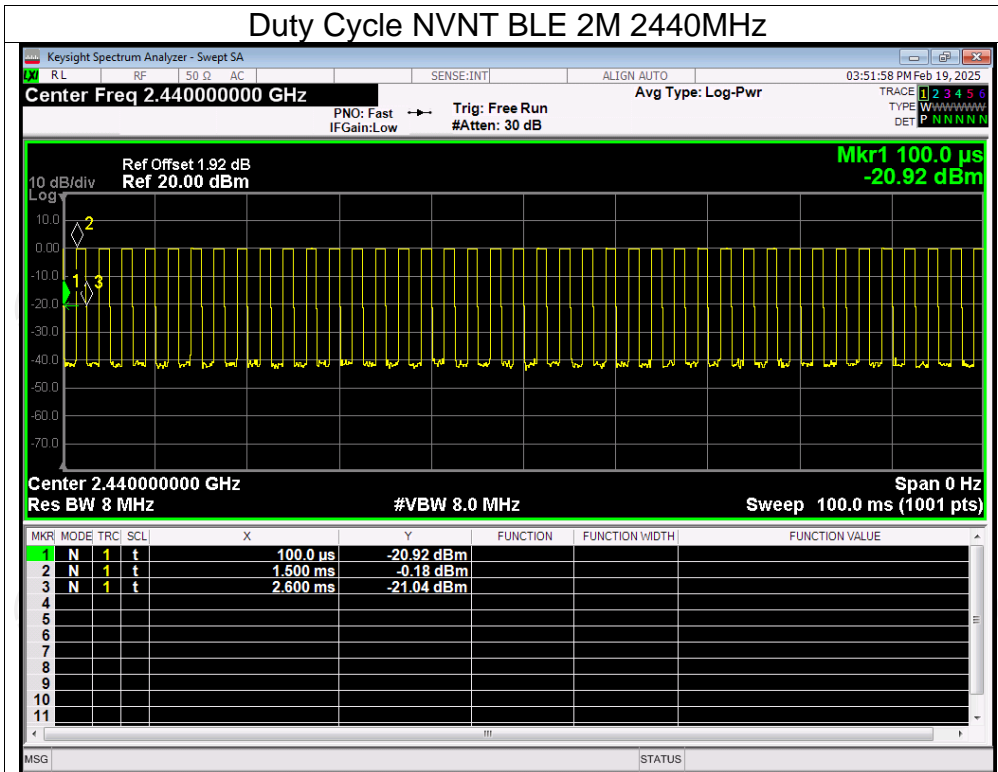 Duty Cycle NVNT BLE 2M 2440MHz
Keysight Spectrum Analyzer - Swept SA
LXI RL RF 50 Ω AC SENSE:INT ALIGN AUTO 03:51:58 PM Feb 19, 2025
Center Freq 2.440000000 GHz Avg Type: Log-Pwr TRACE 1 2 3 4 5 6
PNO: Fast Trig: Free Run TYPE WWWWWWW
IFGain:Low #Atten: 30 dB DET P N N N N N
Mkr1 100.0 µs
Ref Offset 1.92 dB
10 dB/div Ref 20.00 dBm -20.92 dBm
Log
10.0
2
0.00
-10.0
1 3
-20.0
-30.0
-40.0
-50.0
-60.0
-70.0
Center 2.440000000 GHz Span 0 Hz
Res BW 8 MHz #VBW 8.0 MHz Sweep 100.0 ms (1001 pts)
MKR MODE TRC SCL X Y FUNCTION FUNCTION WIDTH FUNCTION VALUE
1 N 1 t 100.0 µs -20.92 dBm
2 N 1 t 1.500 ms -0.18 dBm
3 N 1 t 2.600 ms -21.04 dBm
4
5
6
7
8
9
10
11
MSG STATUS